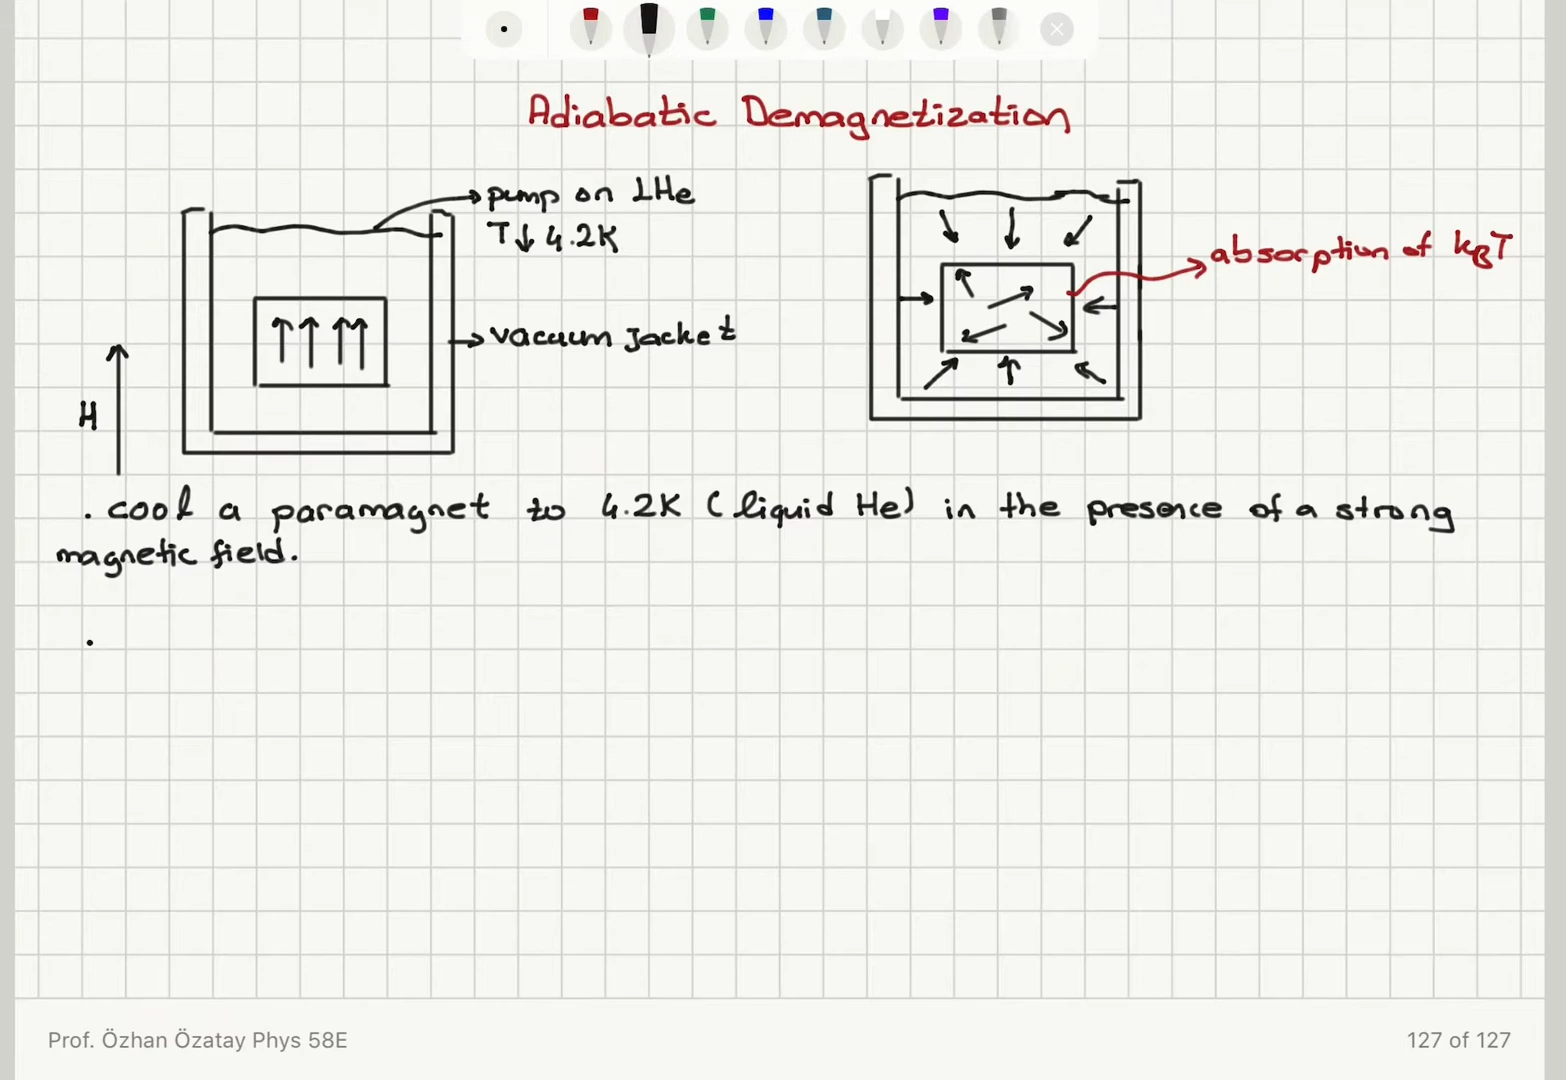 Adiabatic Demagnetization
pump on LHe
T↓ 4.2K
absorption of kBT
vacuum jacket
H
. cool a paramagnet to 4.2K (liquid He) in the presence of a strong
magnetic field.
.
Prof. Özhan Özatay Phys 58E
127 of 127